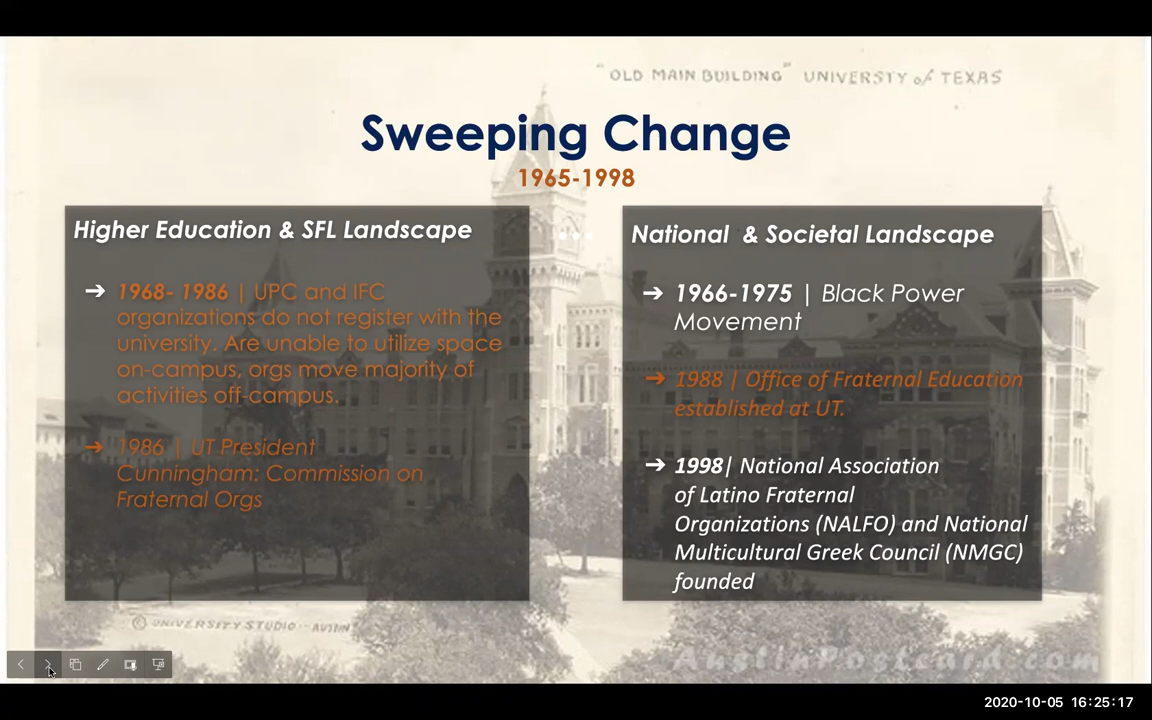 "OLD MAIN BUILDING" UNIVERSITY of TEXAS
Sweeping Change
1965-1998
Higher Education & SFL Landscape
➔ 1968- 1986 | UPC and IFC
organizations do not register with the
university. Are unable to utilize space
on-campus, orgs move majority of
activities off-campus.
➔ 1986 | UT President
Cunningham: Commission on
Fraternal Orgs
National & Societal Landscape
➔ 1966-1975 | Black Power
Movement
➔ 1988 | Office of Fraternal Education
established at UT.
➔ 1998| National Association
of Latino Fraternal
Organizations (NALFO) and National
Multicultural Greek Council (NMGC)
founded
© UNIVERSITY STUDIO-AUSTIN
AustinPostcard.com
2020-10-05 16:25:17